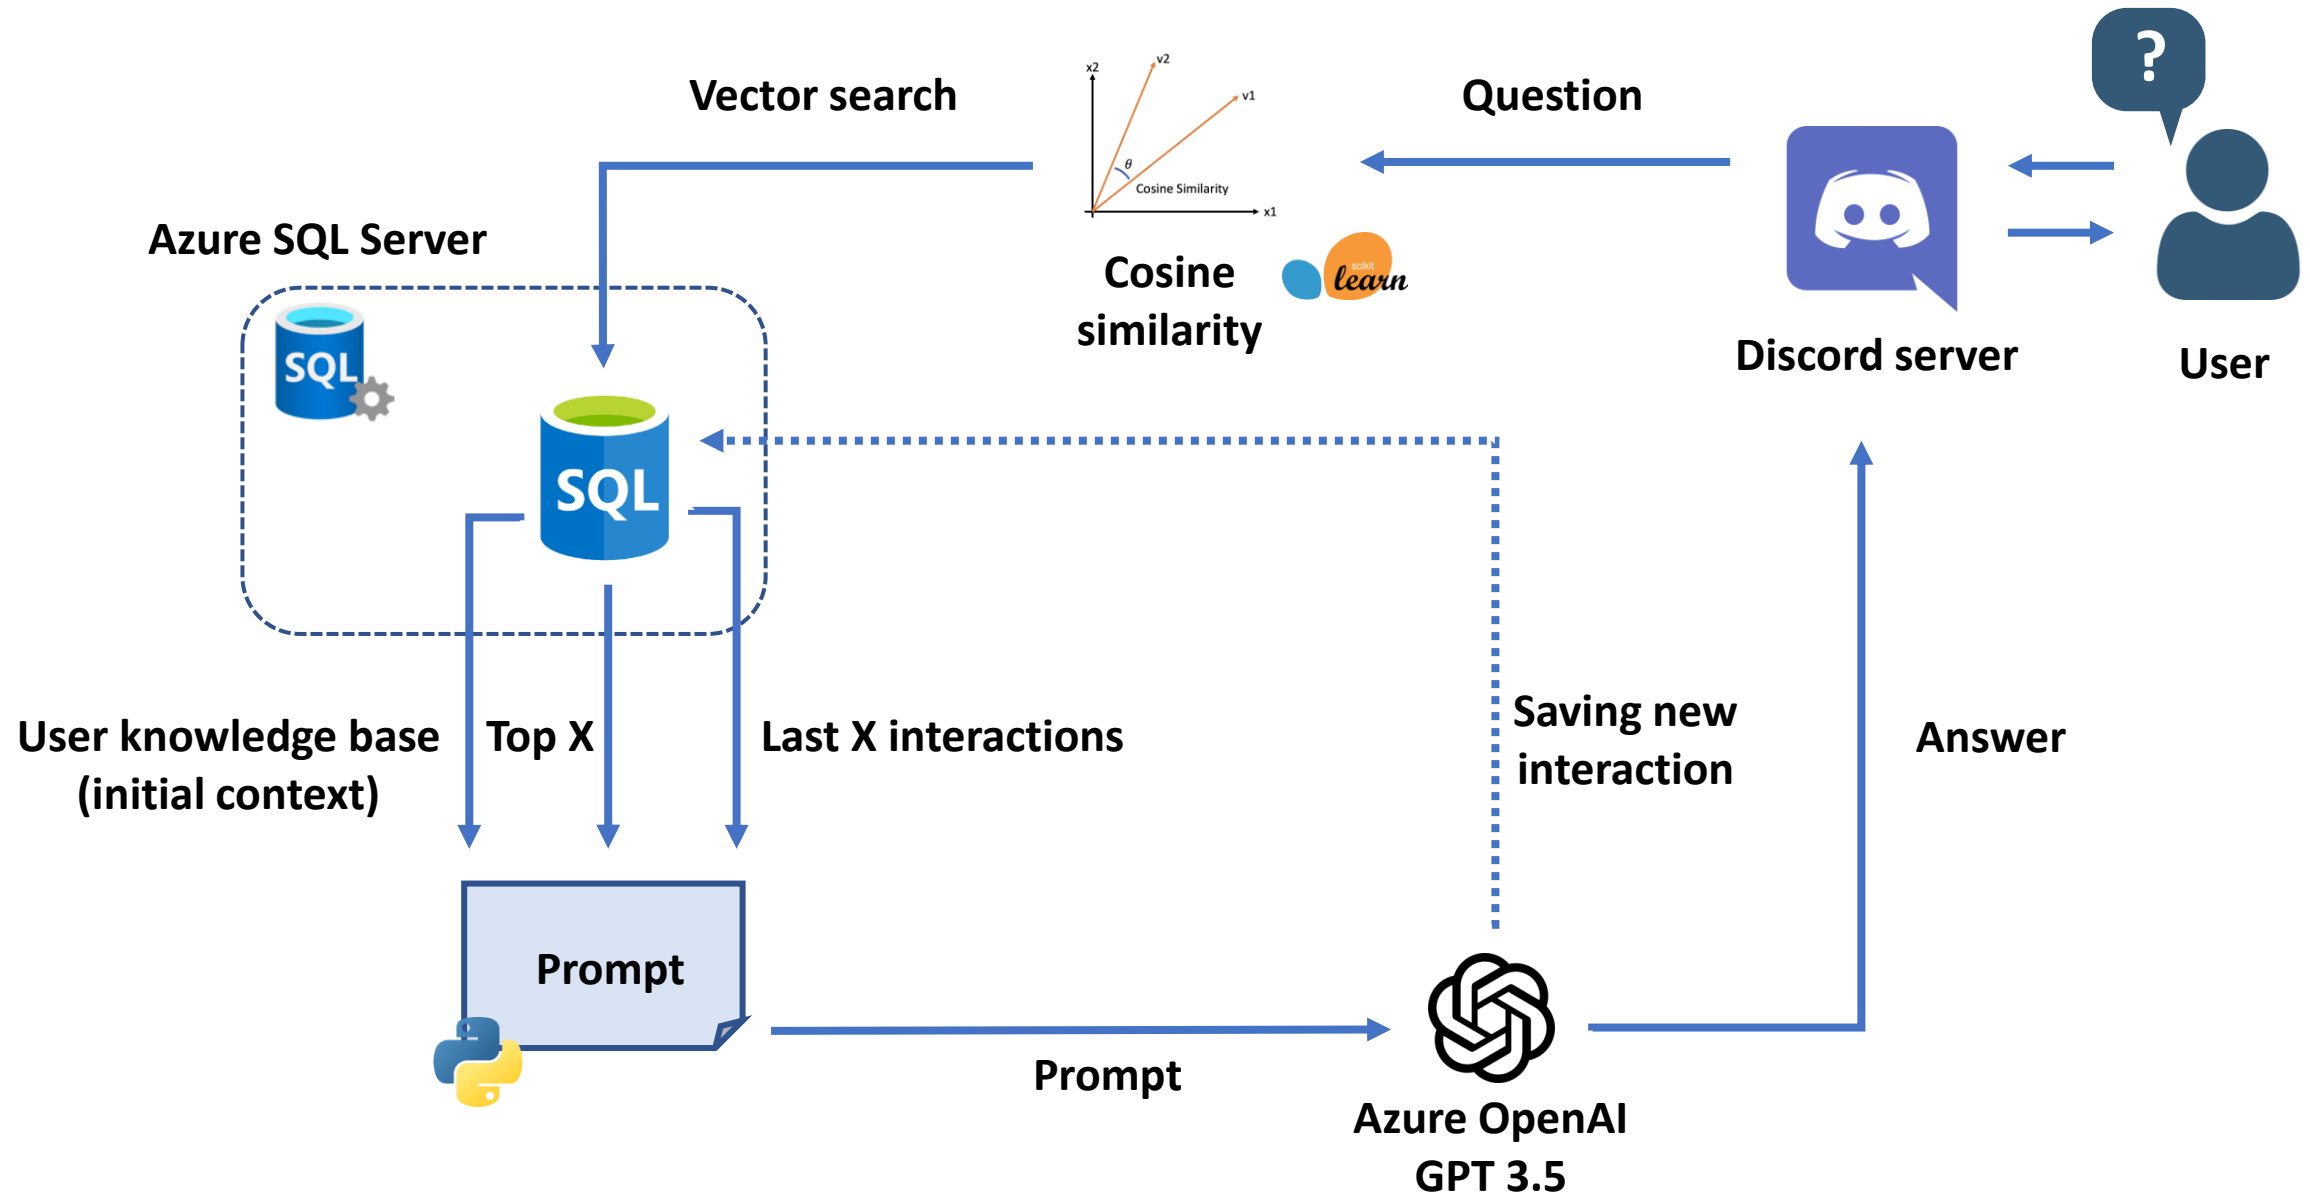 ?
Vector search
Question
x2
v2
v1
θ
Cosine Similarity
x1
Azure SQL Server
Cosine
similarity
scikit
learn
Discord server
User
SQL
SQL
User knowledge base
(initial context)
Top X
Last X interactions
Saving new
interaction
Answer
Prompt
Prompt
Azure OpenAI
GPT 3.5